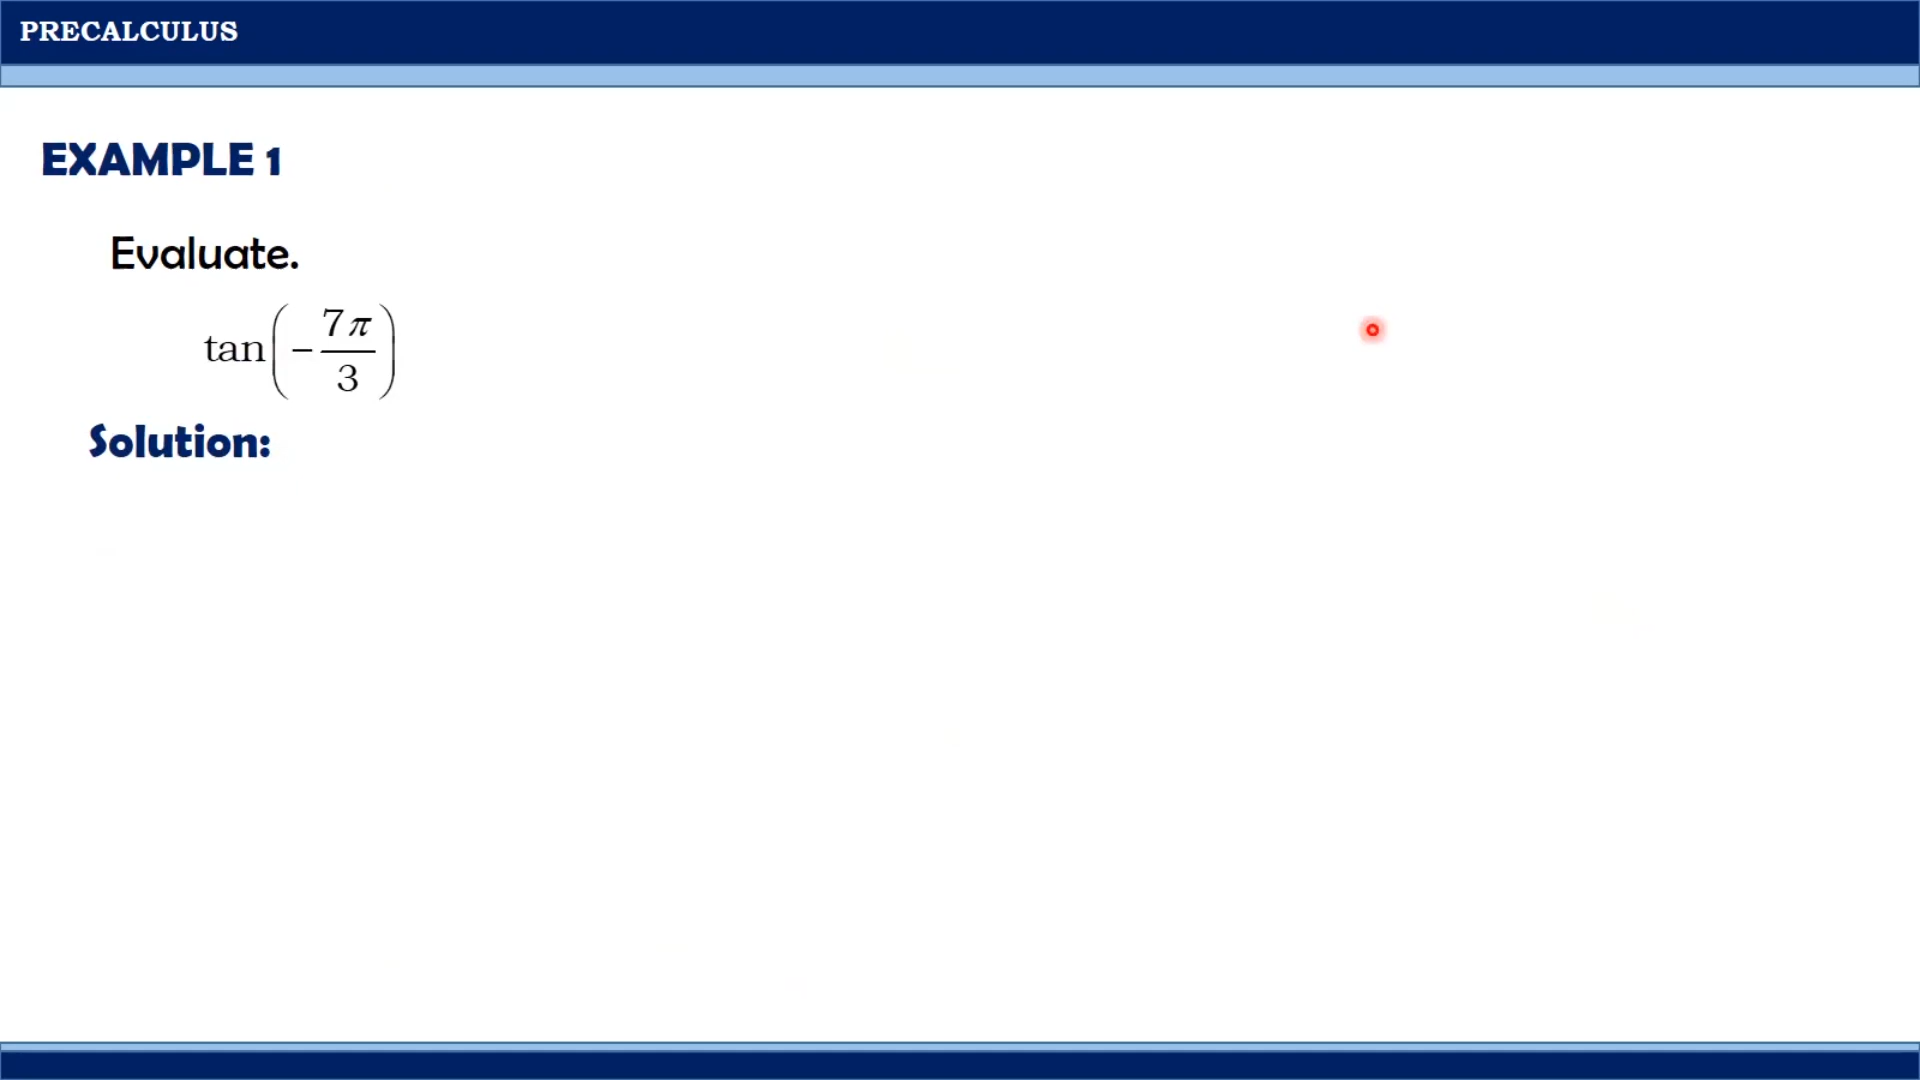 PRECALCULUS
EXAMPLE 1
Evaluate.
tan(−7π/3)
Solution: